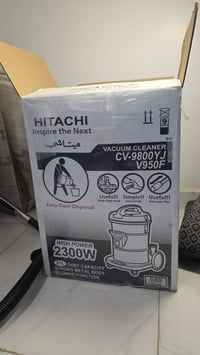 HITACHI
Inspire the Next
هيتاشي
VACUUM CLEANER
CV-9800YJ
V950F
Easy Dust Disposal
Useful!
Simple!
Useful!
HIGH POWER
2300W
DUST CAPACITY
STRONG METAL BODY
BLOWER FUNCTION